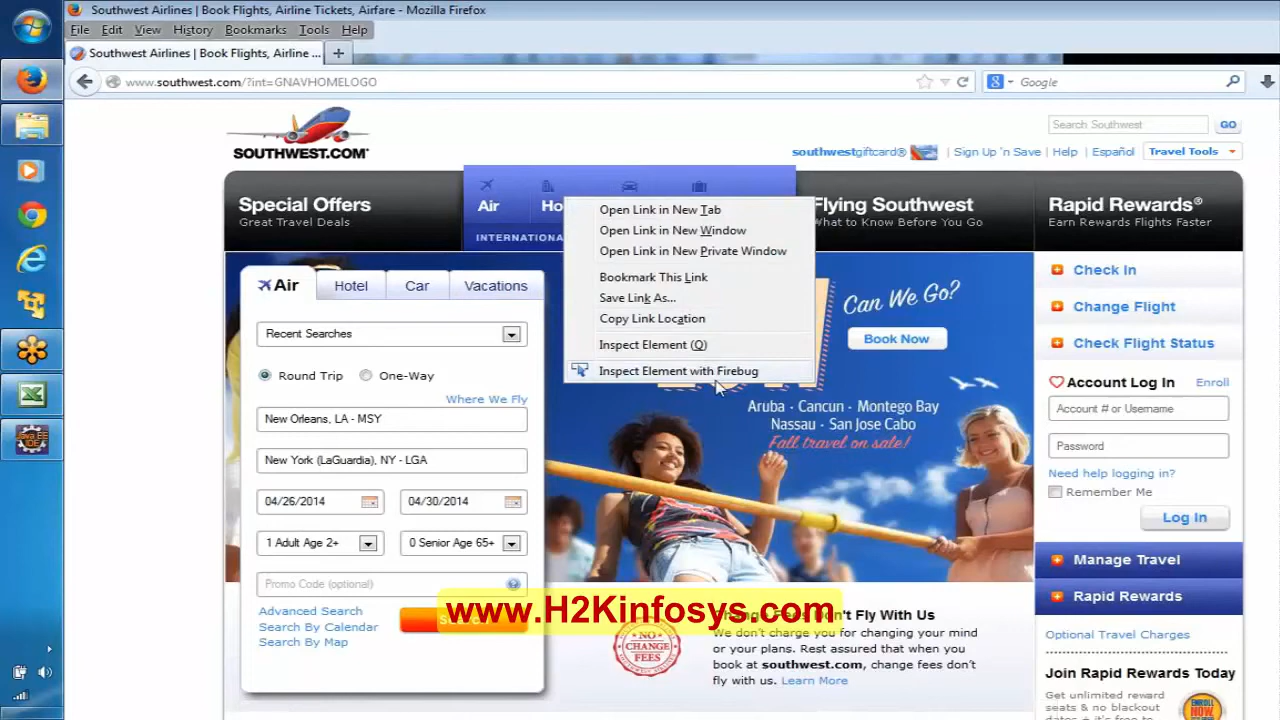 Southwest Airlines | Book Flights, Airline Tickets, Airfare - Mozilla Firefox
File Edit View History Bookmarks Tools Help
Southwest Airlines | Book Flights, Airline ...
www.southwest.com/?int=GNAVHOMELOGO
Google
SOUTHWEST.COM®
Search Southwest GO
southwestgiftcard® | Sign Up 'n Save | Help | Español Travel Tools
Special Offers
Great Travel Deals
Air
INTERNATIONA
Flying Southwest
What to Know Before You Go
Rapid Rewards®
Earn Rewards Flights Faster
Open Link in New Tab
Open Link in New Window
Open Link in New Private Window
Bookmark This Link
Save Link As...
Copy Link Location
Inspect Element (Q)
Inspect Element with Firebug
Air Hotel Car Vacations
Recent Searches
Round Trip One-Way
Where We Fly
New Orleans, LA - MSY
New York (LaGuardia), NY - LGA
04/26/2014 04/30/2014
1 Adult Age 2+ 0 Senior Age 65+
Promo Code (optional)
Advanced Search
Search By Calendar
Search By Map
Can We Go?
Book Now
Aruba · Cancun · Montego Bay
Nassau · San Jose Cabo
Fall travel on sale!
www.H2Kinfosys.com
Fly With Us
NO
CHANGE
FEES
We don't charge you for changing your mind
or your plans. Rest assured that when you
book at southwest.com, change fees don't
fly with us. Learn More
Check In
Change Flight
Check Flight Status
Account Log In Enroll
Account # or Username
Password
Need help logging in?
Remember Me
Log In
Manage Travel
Rapid Rewards
Optional Travel Charges
Join Rapid Rewards Today
Get unlimited reward
seats & no blackout
ENROLL
NOW
Java EE
IDE